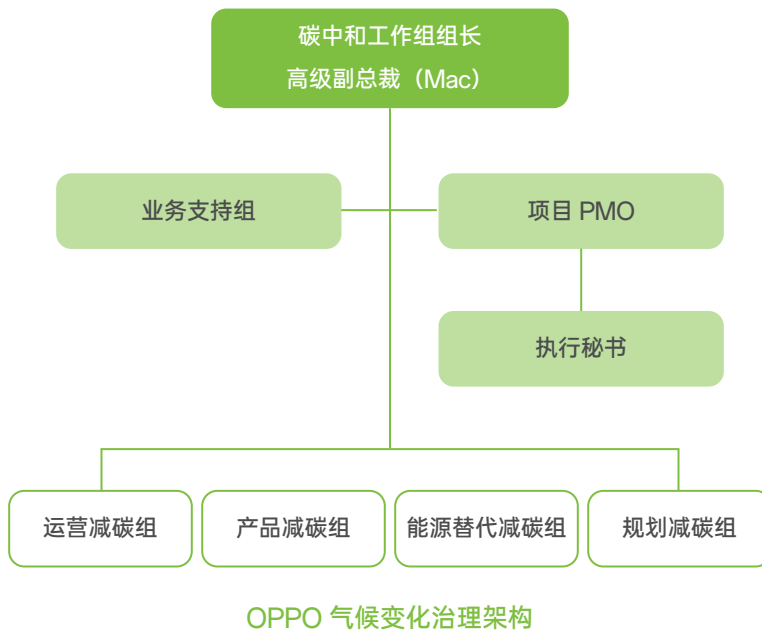 碳中和工作组组长
高级副总裁（Mac）
业务支持组
项目 PMO
执行秘书
运营减碳组
产品减碳组
能源替代减碳组
规划减碳组
OPPO 气候变化治理架构